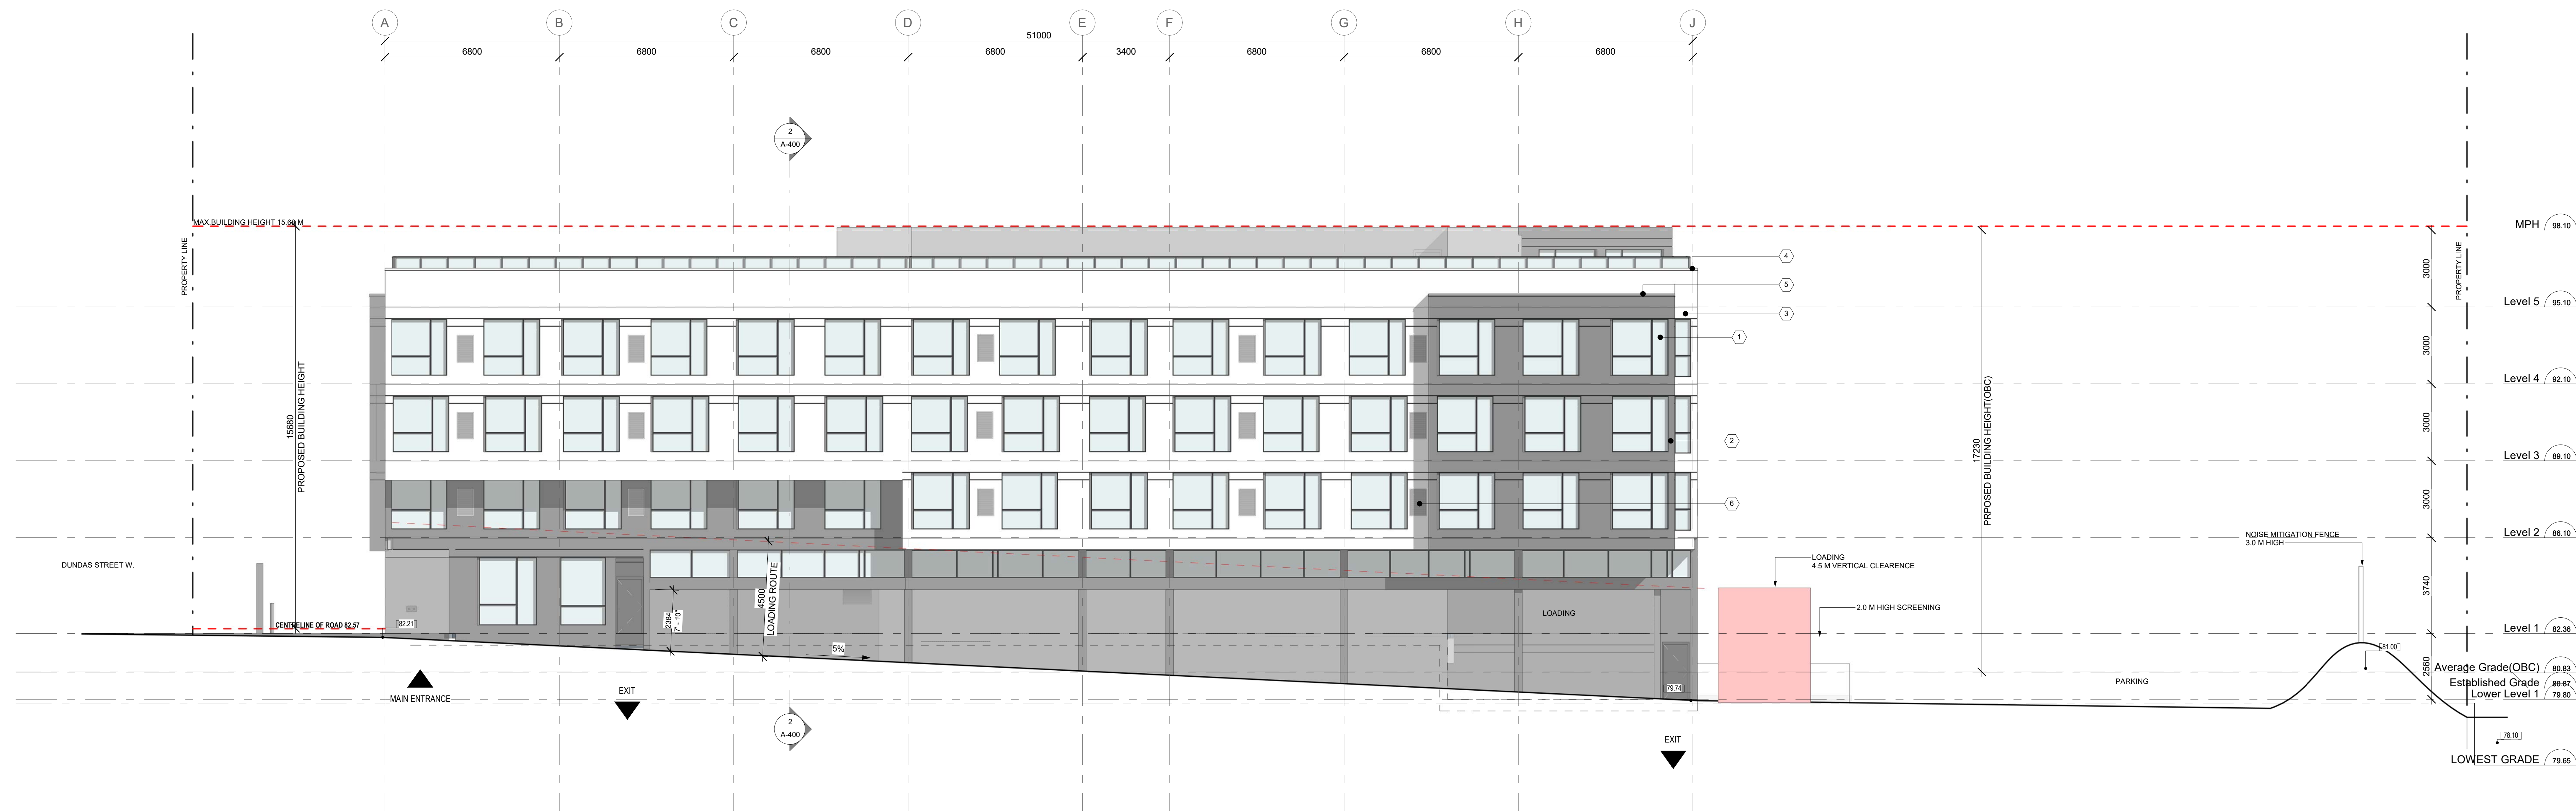 A
B
C
D
E
F
G
H
J
51000
6800
6800
6800
6800
3400
6800
6800
6800
2
A-400
MAX BUILDING HEIGHT 15.68 M
PROPERTY LINE
PROPERTY LINE
MPH 98.10
4
3000
5
Level 5 95.10
3
1
3000
Level 4 92.10
15680
PROPOSED BUILDING HEIGHT
17230
PRPOSED BUILDING HEIGHT(OBC)
3000
2
Level 3 89.10
3000
6
Level 2 86.10
NOISE MITIGATION FENCE
3.0 M HIGH
DUNDAS STREET W.
LOADING
4.5 M VERTICAL CLEARENCE
3740
4500
LOADING ROUTE
2384
7' - 10"
LOADING
2.0 M HIGH SCREENING
CENTRELINE OF ROAD 82.57
82.21
Level 1 82.36
5%
81.00
2560
Average Grade(OBC) 80.83
PARKING
Established Grade 80.87
79.74
Lower Level 1 79.80
MAIN ENTRANCE
EXIT
2
A-400
EXIT
78.10
LOWEST GRADE 79.65